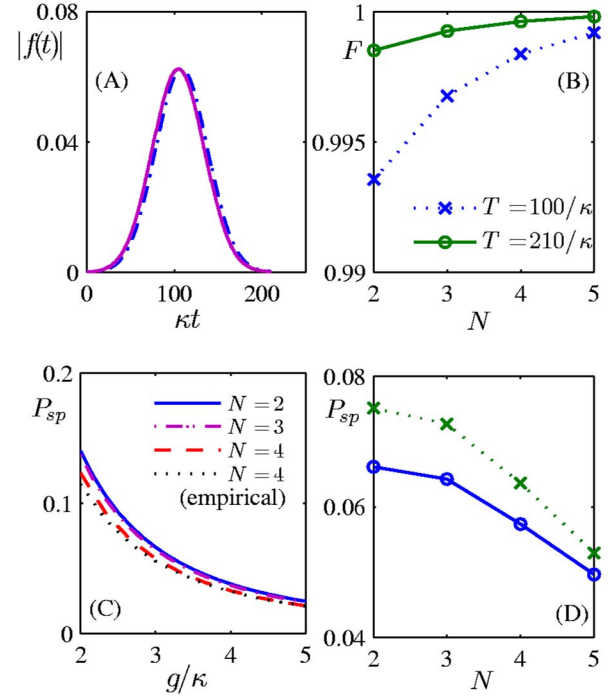 |f(t)|
0.08
0.04
0
(A)
0 100 200
κt
F
1
0.995
0.99
(B)
T =100/κ
T =210/κ
2 3 4 5
N
P_sp
0.2
0.1
0
N = 2
N = 3
N = 4
N = 4
(empirical)
(C)
2 3 4 5
g/κ
P_sp
0.08
0.06
0.04
(D)
2 3 4 5
N